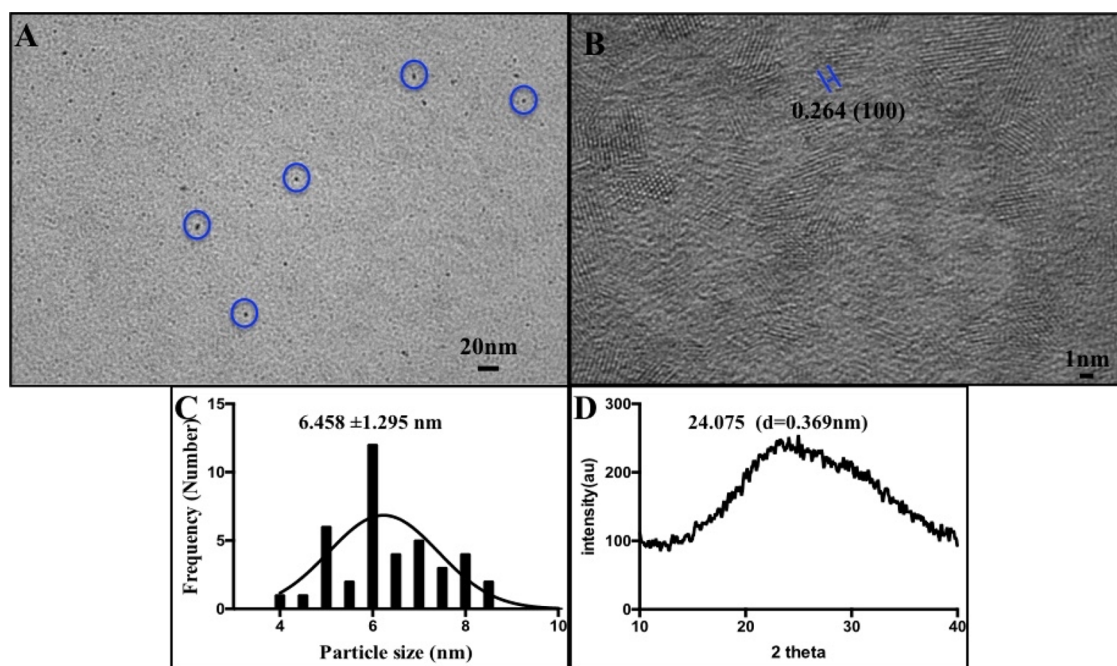 A
20nm
B
0.264 (100)
1nm
C
6.458 ±1.295 nm
Frequency (Number)
15
10
5
0
4
6
8
10
Particle size (nm)
D
24.075 (d=0.369nm)
intensity(au)
300
200
100
0
10
20
30
40
2 theta